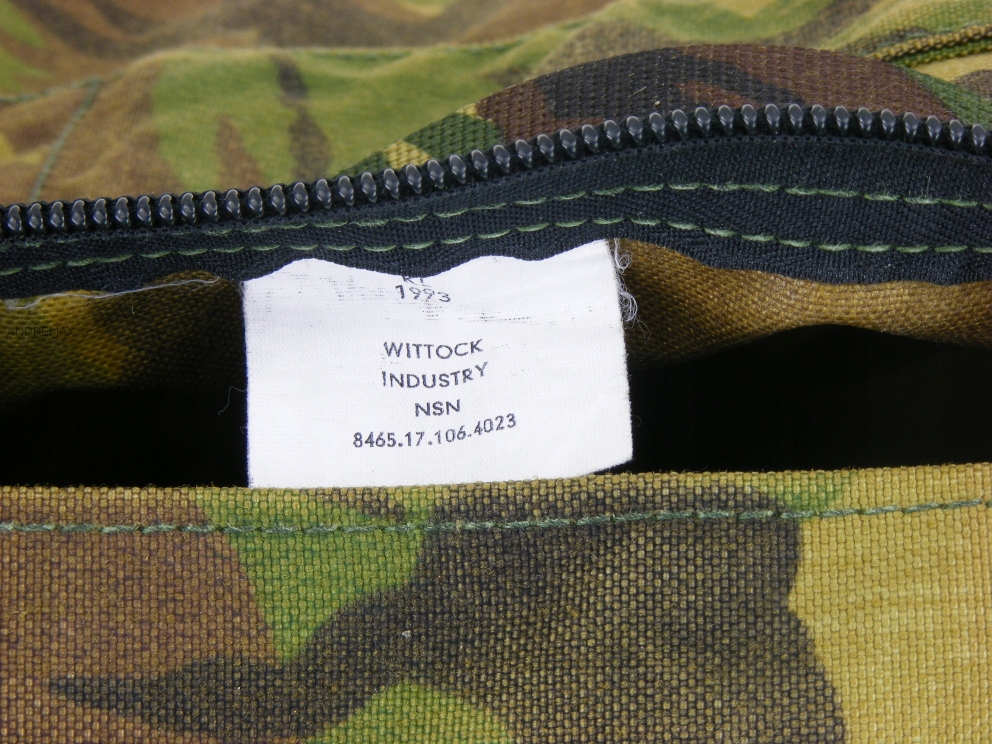 1993
WITTOCK
INDUSTRY
NSN
8465.17.106.4023